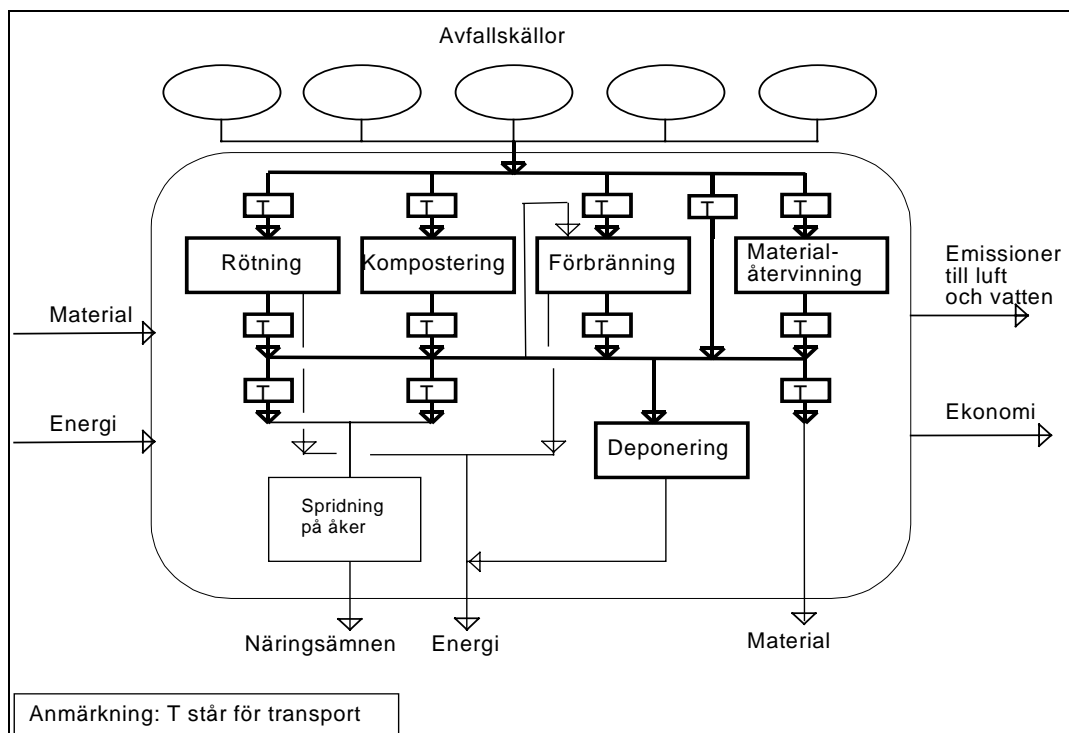 Avfallskällor
T
T
T
T
T
Rötning
Kompostering
Förbränning
Material-
återvinning
Emissioner
till luft
och vatten
Material
T
T
T
T
T
T
T
Energi
Ekonomi
Deponering
Spridning
på åker
Näringsämnen
Energi
Material
Anmärkning: T står för transport